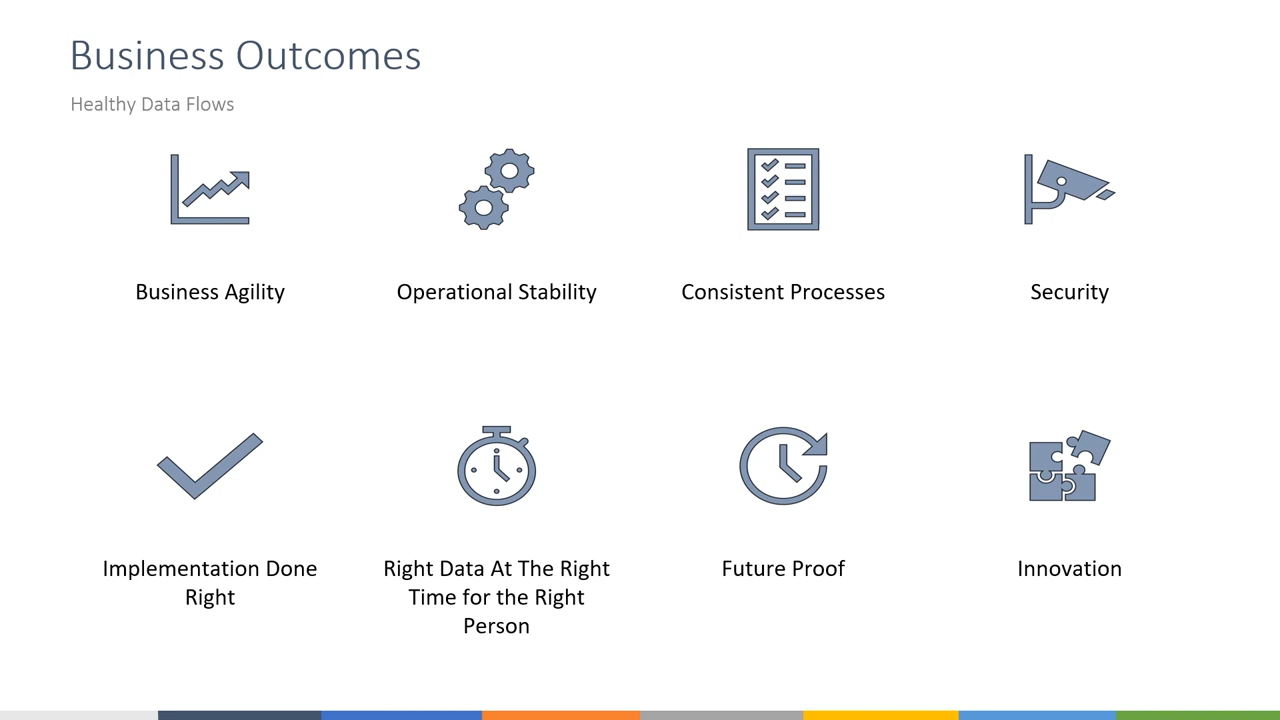 Business Outcomes
Healthy Data Flows
Business Agility
Operational Stability
Consistent Processes
Security
Implementation Done
Right
Right Data At The Right
Time for the Right
Person
Future Proof
Innovation